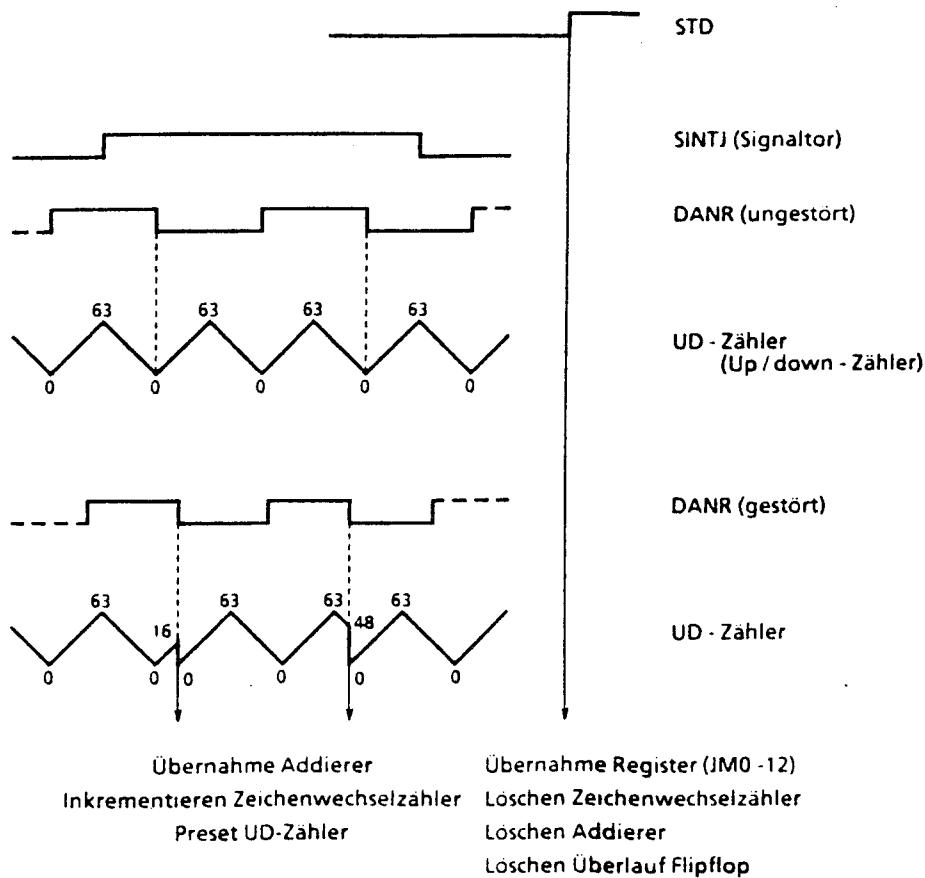 STD
SINTJ (Signaltor)
DANR (ungestört)
63 63 63 63
0 0 0 0 0
UD - Zähler
(Up / down - Zähler)
DANR (gestört)
63 16 63 63 48 63
0 0 0 0 0 0
UD - Zähler
Übernahme Addierer
Inkrementieren Zeichenwechselzähler
Preset UD-Zähler
Übernahme Register (JM0 -12)
Löschen Zeichenwechselzähler
Löschen Addierer
Löschen Überlauf Flipflop